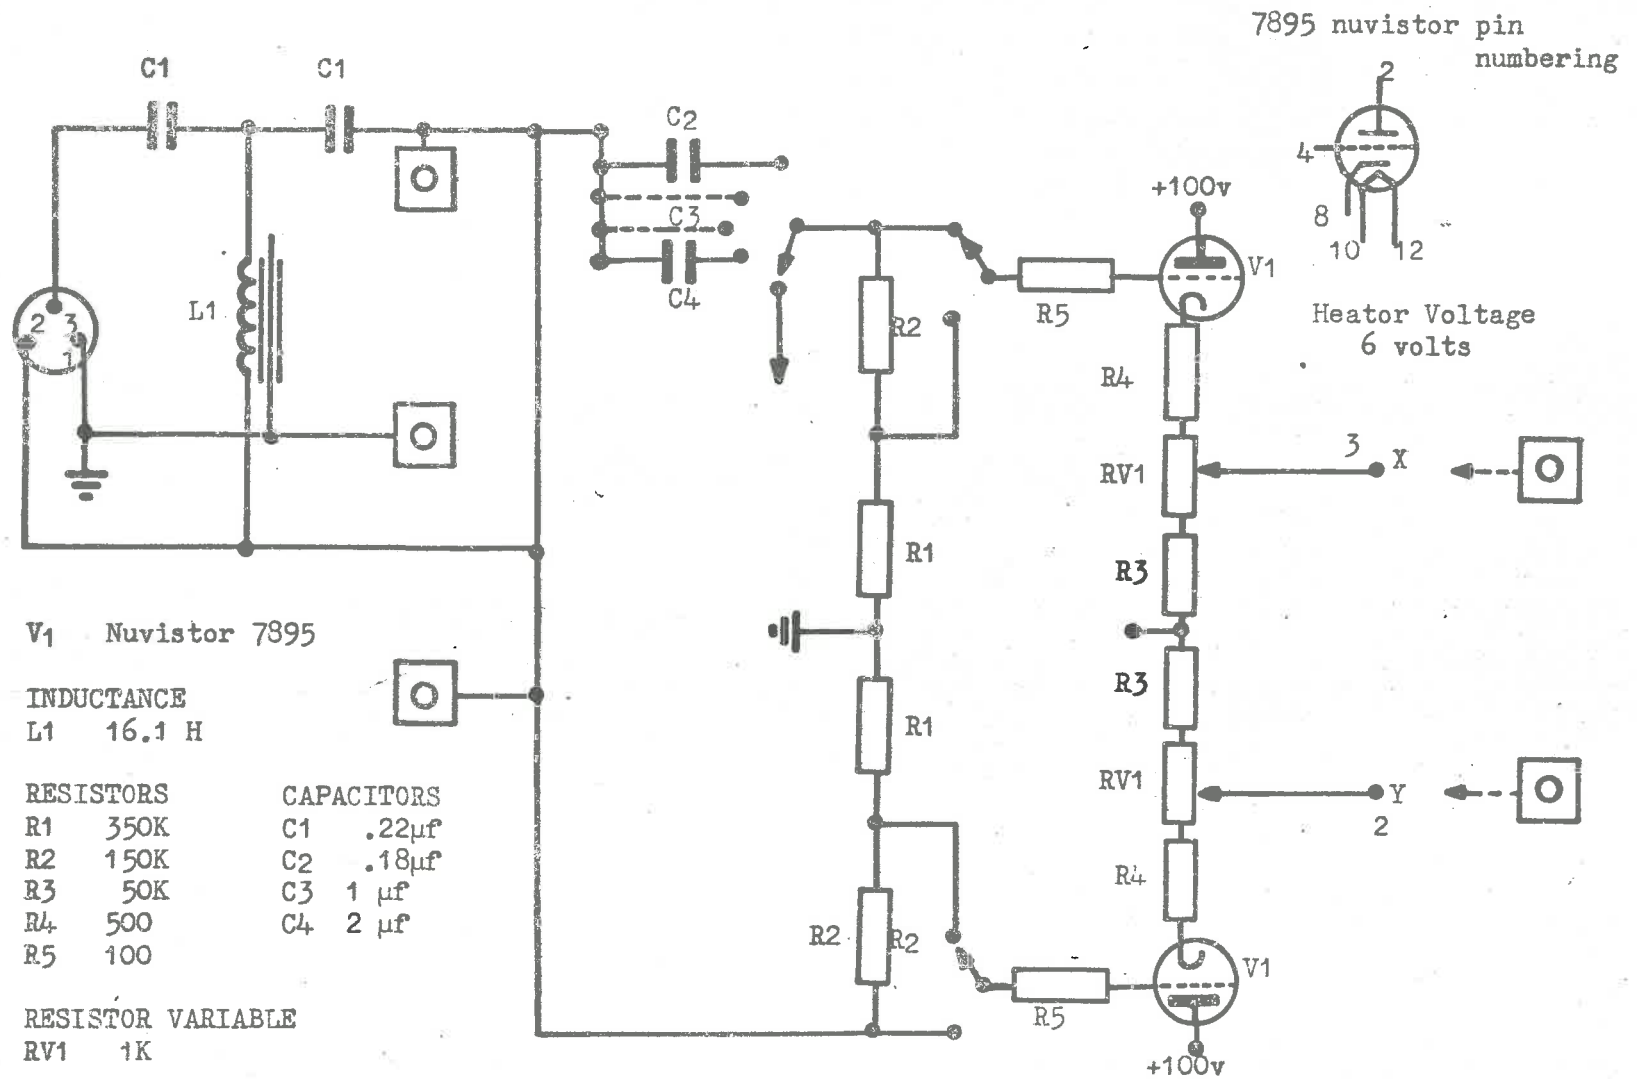 7895 nuvistor pin
numbering
2
4
8
10
12
Heator Voltage
6 volts
C1
C1
C2
C3
C4
L1
2
3
1
+100v
V1
R5
R2
R4
RV1
3
X
R1
R3
R1
R3
RV1
Y
2
R4
R2
R2
V1
R5
+100v
V1 Nuvistor 7895
INDUCTANCE
L1 16.1 H
RESISTORS
R1 350K
R2 150K
R3 50K
R4 500
R5 100
CAPACITORS
C1 .22µf
C2 .18µf
C3 1 µf
C4 2 µf
RESISTOR VARIABLE
RV1 1K